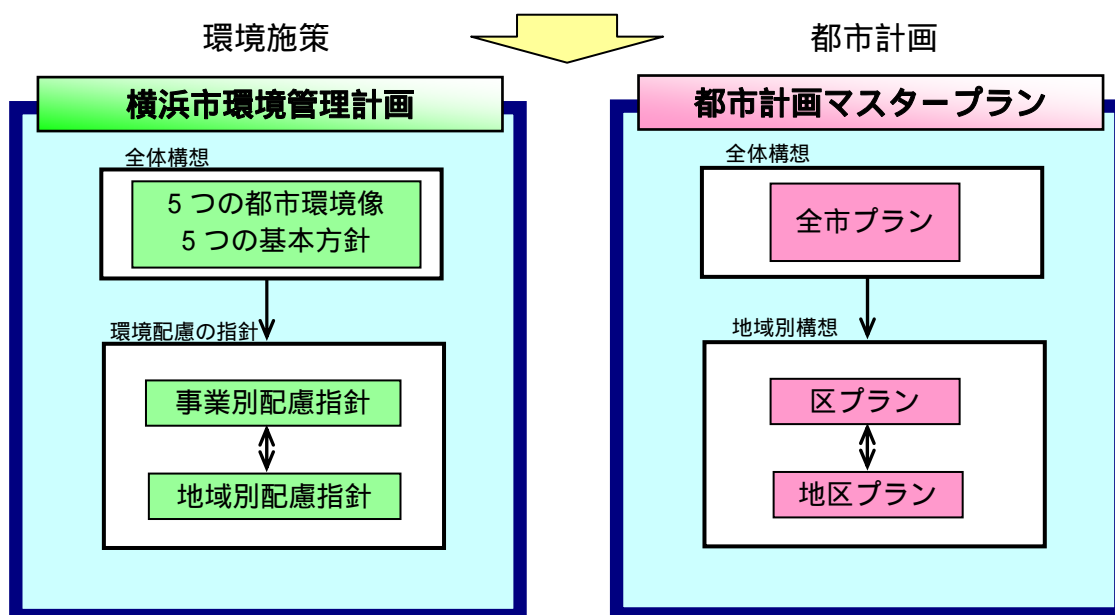 環境施策
都市計画
横浜市環境管理計画
全体構想
5つの都市環境像
5つの基本方針
環境配慮の指針
事業別配慮指針
地域別配慮指針
都市計画マスタープラン
全体構想
全市プラン
地域別構想
区プラン
地区プラン